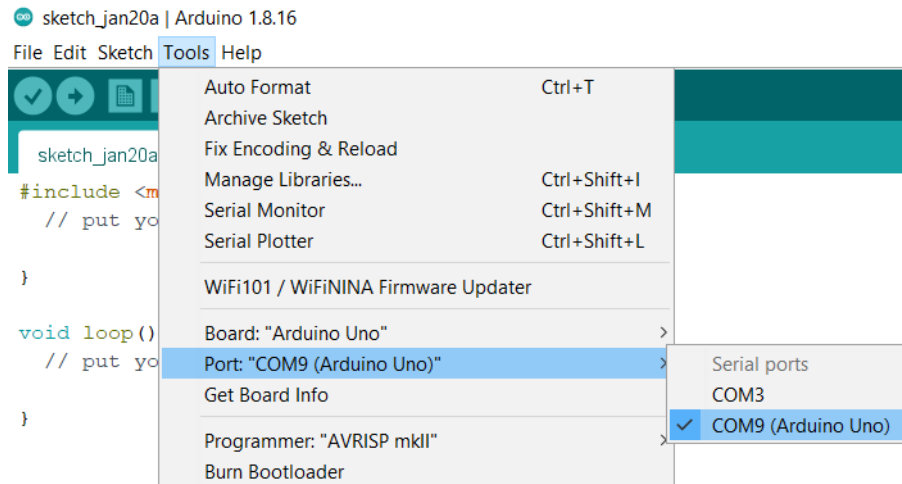 sketch_jan20a | Arduino 1.8.16
File Edit Sketch Tools Help
Auto Format Ctrl+T
Archive Sketch
Fix Encoding & Reload
Manage Libraries... Ctrl+Shift+I
Serial Monitor Ctrl+Shift+M
Serial Plotter Ctrl+Shift+L
WiFi101 / WiFiNINA Firmware Updater
Board: "Arduino Uno"
Port: "COM9 (Arduino Uno)"
Get Board Info
Programmer: "AVRISP mkII"
Burn Bootloader
Serial ports
COM3
COM9 (Arduino Uno)
sketch_jan20a
#include <m
// put yo
}
void loop()
// put yo
}